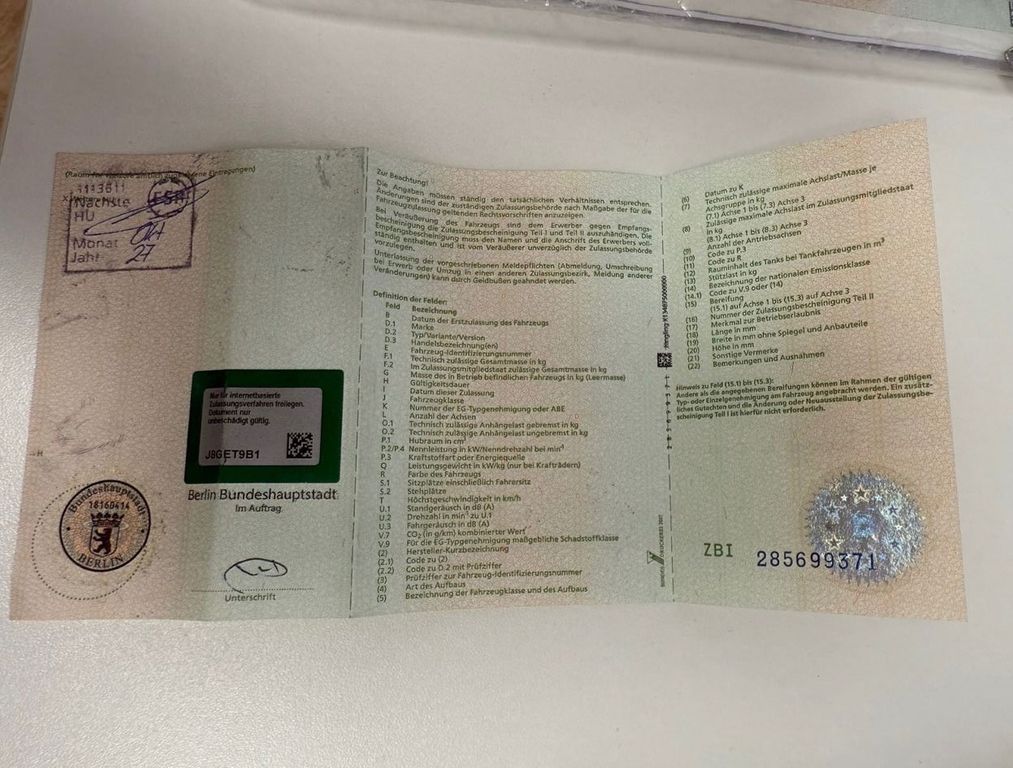 (Raum für weitere amtlich zugelassene Eintragungen)
1113611
Nächste
HU
Monat
Jahr
04
27
Nur für internetbasierte
Zulassungsverfahren freilegen.
Dokument nur
unbeschädigt gültig.
J8GET9B1
Berlin Bundeshauptstadt
Im Auftrag
Unterschrift
Bundeshauptstadt
18160414
BERLIN
Zur Beachtung!
Die Angaben müssen ständig den tatsächlichen Verhältnissen entsprechen.
Änderungen sind der zuständigen Zulassungsbehörde nach Maßgabe der für die
Fahrzeugzulassung geltenden Rechtsvorschriften anzuzeigen.
Bei Veräußerung des Fahrzeugs sind dem Erwerber gegen Empfangs-
bescheinigung die Zulassungsbescheinigung Teil I und Teil II auszuhändigen. Die
Empfangsbescheinigung muss den Namen und die Anschrift des Erwerbers voll-
ständig enthalten und ist vom Veräußerer unverzüglich der Zulassungsbehörde
vorzulegen.
Unterlassung der vorgeschriebenen Meldepflichten (Abmeldung, Umschreibung
bei Erwerb oder Umzug in einen anderen Zulassungsbezirk, Meldung anderer
Veränderungen) kann durch Geldbußen geahndet werden.
Definition der Felder:
Feld Bezeichnung
B Datum der Erstzulassung des Fahrzeugs
D.1 Marke
D.2 Typ/Variante/Version
D.3 Handelsbezeichnung(en)
E Fahrzeug-Identifizierungsnummer
F.1 Technisch zulässige Gesamtmasse in kg
F.2 Im Zulassungsmitgliedstaat zulässige Gesamtmasse in kg
G Masse des in Betrieb befindlichen Fahrzeugs in kg (Leermasse)
H Gültigkeitsdauer
I Datum dieser Zulassung
J Fahrzeugklasse
K Nummer der EG-Typgenehmigung oder ABE
L Anzahl der Achsen
O.1 Technisch zulässige Anhängelast gebremst in kg
O.2 Technisch zulässige Anhängelast ungebremst in kg
P.1 Hubraum in cm³
P.2/P.4 Nennleistung in kW/Nenndrehzahl bei min⁻¹
P.3 Kraftstoffart oder Energiequelle
Q Leistungsgewicht in kW/kg (nur bei Krafträdern)
R Farbe des Fahrzeugs
S.1 Sitzplätze einschließlich Fahrersitz
S.2 Stehplätze
T Höchstgeschwindigkeit in km/h
U.1 Standgeräusch in dB (A)
U.2 Drehzahl in min⁻¹ zu U.1
U.3 Fahrgeräusch in dB (A)
V.7 CO₂ (in g/km) kombinierter Wert
V.9 Für die EG-Typgenehmigung maßgebliche Schadstoffklasse
(2) Hersteller-Kurzbezeichnung
(2.1) Code zu (2)
(2.2) Code zu D.2 mit Prüfziffer
(3) Prüfziffer zur Fahrzeug-Identifizierungsnummer
(4) Art des Aufbaus
(5) Bezeichnung der Fahrzeugklasse und des Aufbaus
(6) Datum zu K
(7) Technisch zulässige maximale Achslast/Masse je
Achsgruppe in kg
(7.1) Achse 1 bis (7.3) Achse 3
(8) Zulässige maximale Achslast im Zulassungsmitgliedstaat
in kg
(8.1) Achse 1 bis (8.3) Achse 3
(9) Anzahl der Antriebsachsen
(10) Code zu P.3
(11) Code zu R
(12) Rauminhalt des Tanks bei Tankfahrzeugen in m³
(13) Stützlast in kg
(14) Bezeichnung der nationalen Emissionsklasse
(14.1) Code zu V.9 oder (14)
(15) Bereifung
(15.1) auf Achse 1 bis (15.3) auf Achse 3
(16) Nummer der Zulassungsbescheinigung Teil II
(17) Merkmal zur Betriebserlaubnis
(18) Länge in mm
(19) Breite in mm ohne Spiegel und Anbauteile
(20) Höhe in mm
(21) Sonstige Vermerke
(22) Bemerkungen und Ausnahmen
Hinweis zu Feld (15.1) bis (15.3):
Andere als die angegebenen Bereifungen können im Rahmen der gültigen
Typ- oder Einzelgenehmigung am Fahrzeug angebracht werden. Ein zusätz-
liches Gutachten und die Änderung oder Neuausstellung der Zulassungsbe-
scheinigung Teil I ist hierfür nicht erforderlich.
ZBI 285699371